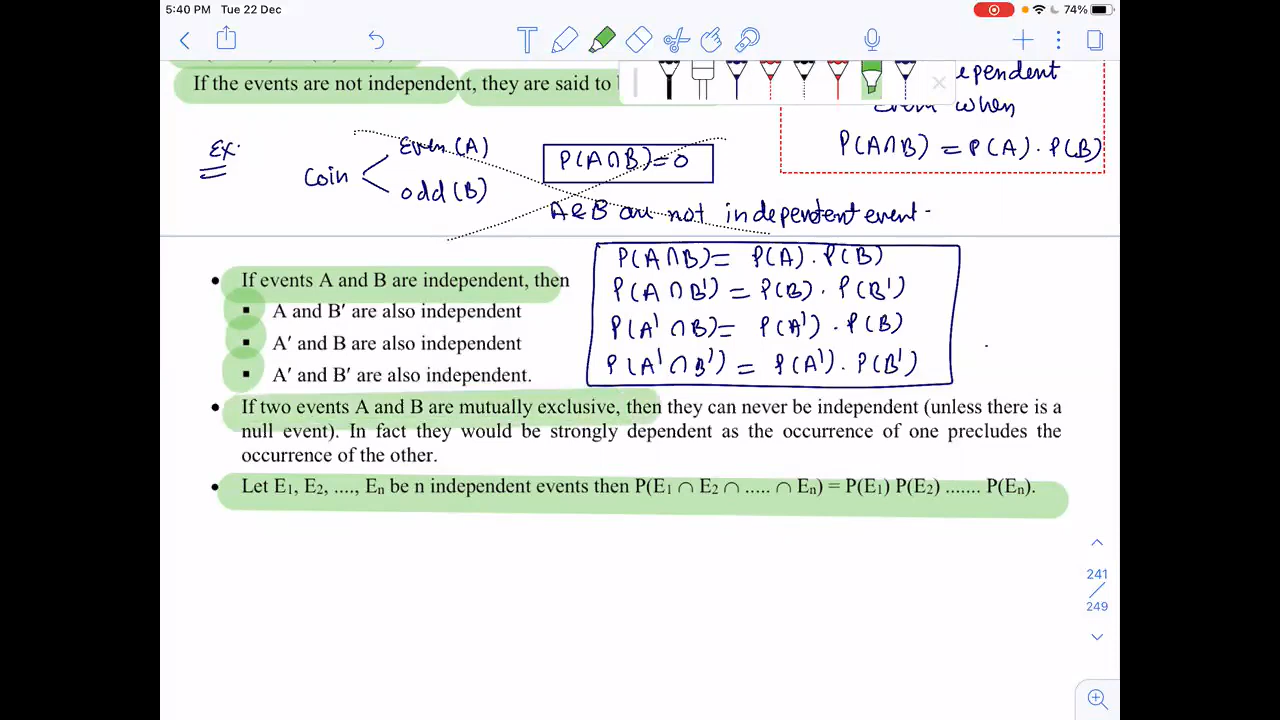 5:40 PM Tue 22 Dec
74%
If the events are not independent, they are said to
ependent
when
P(A∩B) = P(A) . P(B)
Ex.
Coin
Even (A)
odd (B)
P(A∩B) = 0
A & B are not independent event -
• If events A and B are independent, then
▪ A and B′ are also independent
▪ A′ and B are also independent
▪ A′ and B′ are also independent.
P(A∩B) = P(A) . P(B)
P(A ∩ B') = P(B) . P(B')
P(A' ∩ B) = P(A') . P(B)
P(A' ∩ B') = P(A') . P(B')
• If two events A and B are mutually exclusive, then they can never be independent (unless there is a
null event). In fact they would be strongly dependent as the occurrence of one precludes the
occurrence of the other.
• Let E₁, E₂, ...., Eₙ be n independent events then P(E₁ ∩ E₂ ∩ ..... ∩ Eₙ) = P(E₁) P(E₂) ....... P(Eₙ).
241
249